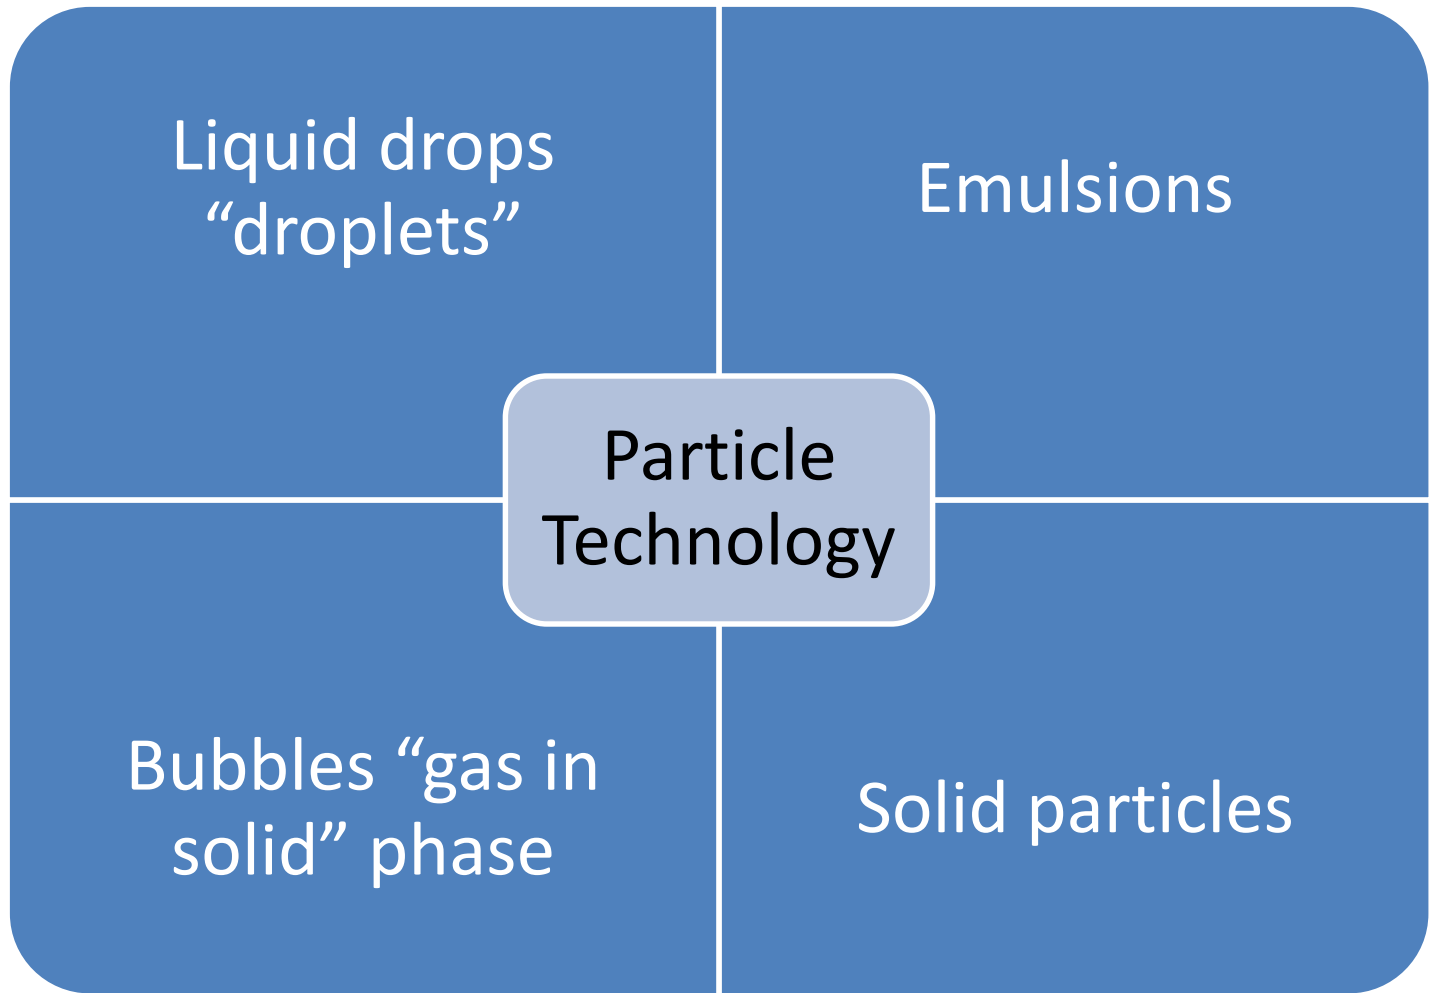 Liquid drops
“droplets”
Emulsions
Particle
Technology
Bubbles “gas in
solid” phase
Solid particles